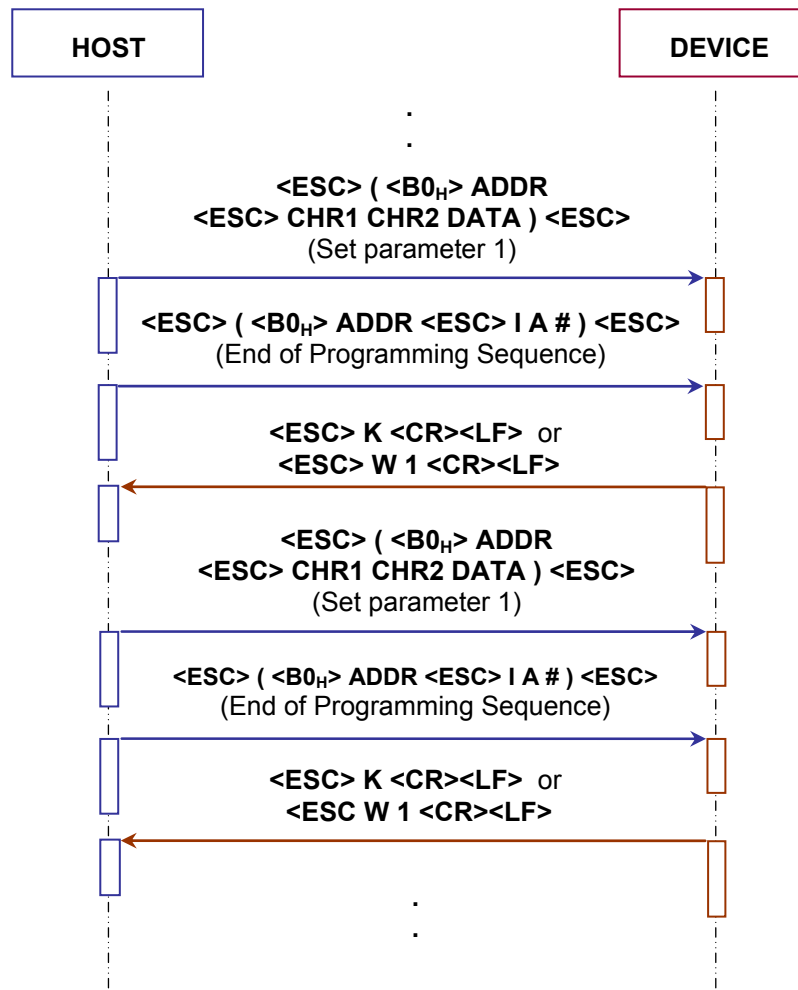 HOST
DEVICE
.
.
<ESC> ( <B0H> ADDR
<ESC> CHR1 CHR2 DATA ) <ESC>
(Set parameter 1)
<ESC> ( <B0H> ADDR <ESC> I A # ) <ESC>
(End of Programming Sequence)
<ESC> K <CR><LF> or
<ESC> W 1 <CR><LF>
<ESC> ( <B0H> ADDR
<ESC> CHR1 CHR2 DATA ) <ESC>
(Set parameter 1)
<ESC> ( <B0H> ADDR <ESC> I A # ) <ESC>
(End of Programming Sequence)
<ESC> K <CR><LF> or
<ESC W 1 <CR><LF>
.
.